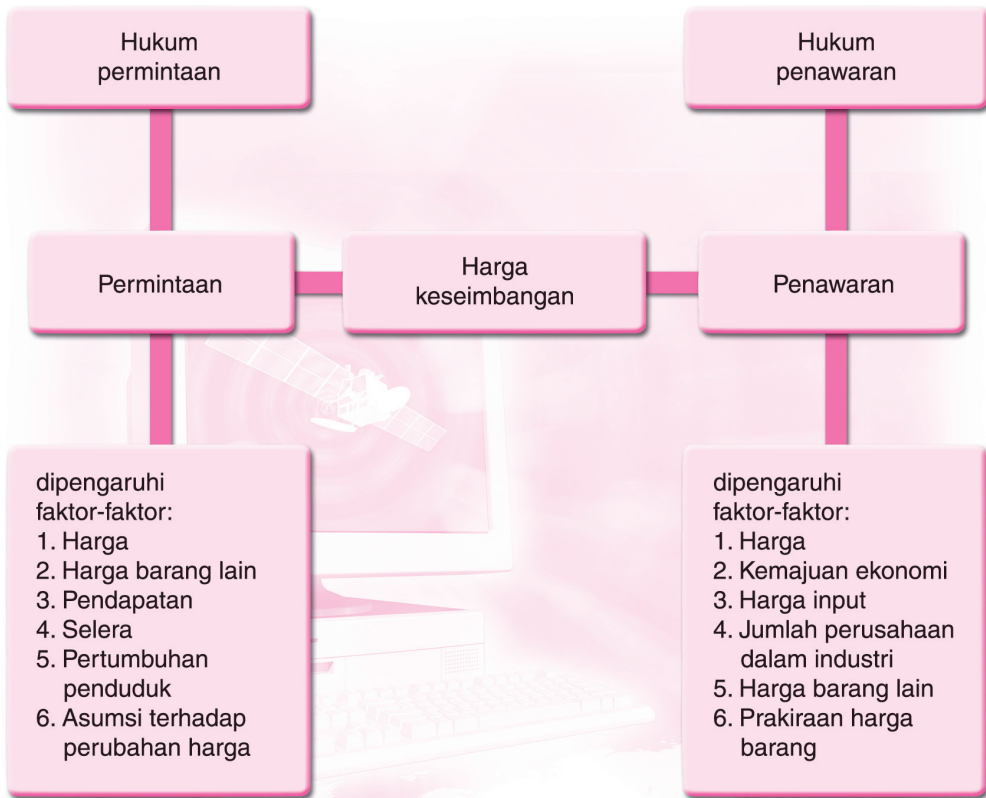 Hukum
permintaan
Hukum
penawaran
Permintaan
Harga
keseimbangan
Penawaran
dipengaruhi
faktor-faktor:
1. Harga
2. Harga barang lain
3. Pendapatan
4. Selera
5. Pertumbuhan
penduduk
6. Asumsi terhadap
perubahan harga
dipengaruhi
faktor-faktor:
1. Harga
2. Kemajuan ekonomi
3. Harga input
4. Jumlah perusahaan
dalam industri
5. Harga barang lain
6. Prakiraan harga
barang